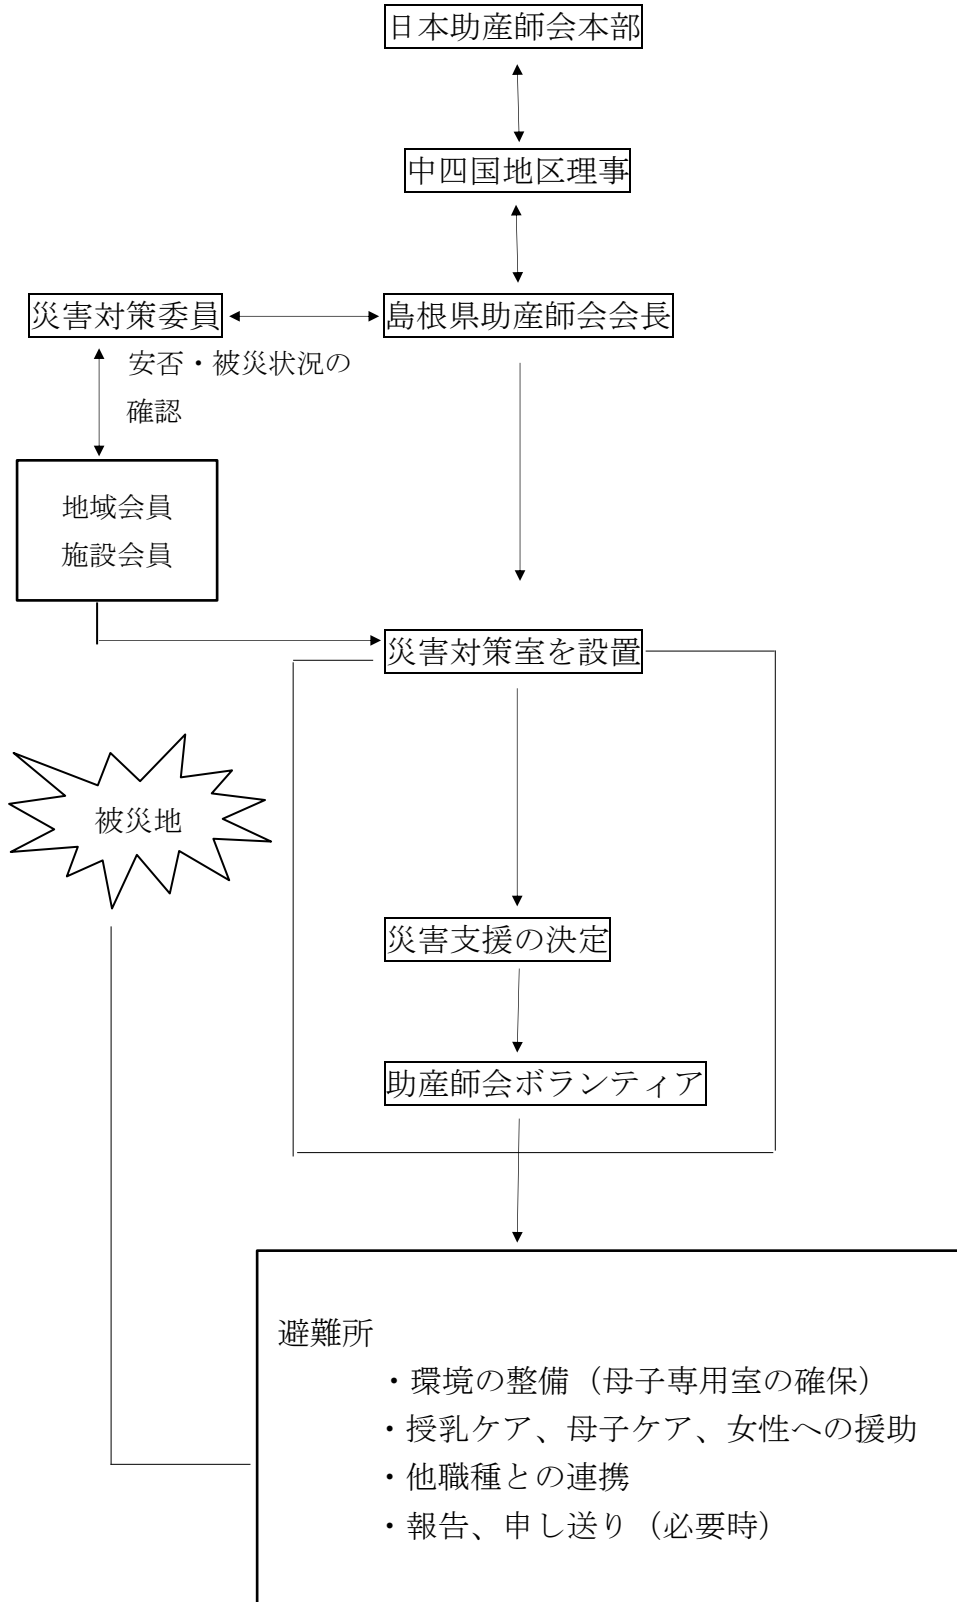 日本助産師会本部
中四国地区理事
災害対策委員
島根県助産師会会長
安否・被災状況の
確認
地域会員
施設会員
災害対策室を設置
被災地
災害支援の決定
助産師会ボランティア
避難所
・環境の整備（母子専用室の確保）
・授乳ケア、母子ケア、女性への援助
・他職種との連携
・報告、申し送り（必要時）